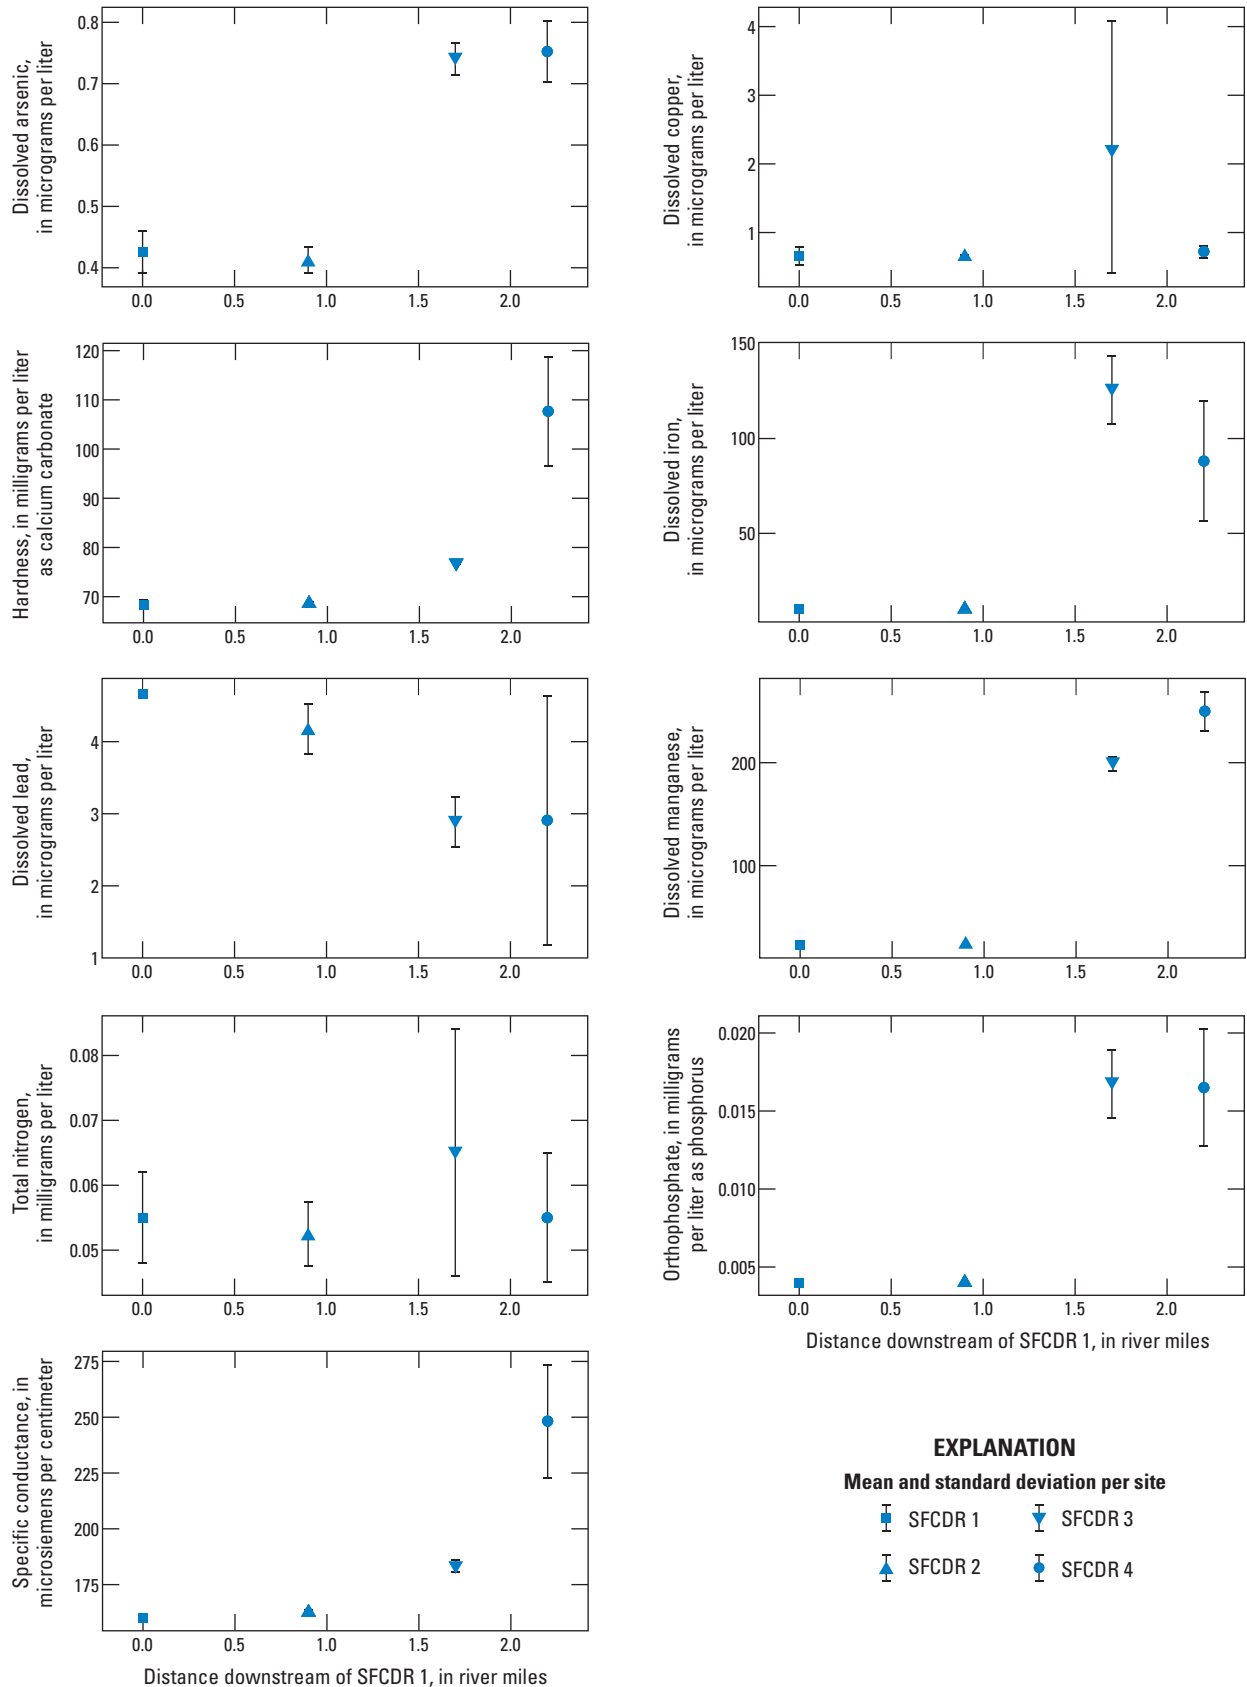 Dissolved arsenic,
in micrograms per liter
0.8
0.7
0.6
0.5
0.4
0.0 0.5 1.0 1.5 2.0
Dissolved copper,
in micrograms per liter
4
3
2
1
0.0 0.5 1.0 1.5 2.0
Hardness, in milligrams per liter
as calcium carbonate
120
110
100
90
80
70
0.0 0.5 1.0 1.5 2.0
Dissolved iron,
in micrograms per liter
150
100
50
0.0 0.5 1.0 1.5 2.0
Dissolved lead,
in micrograms per liter
4
3
2
1
0.0 0.5 1.0 1.5 2.0
Dissolved manganese,
in micrograms per liter
200
100
0.0 0.5 1.0 1.5 2.0
Total nitrogen,
in milligrams per liter
0.08
0.07
0.06
0.05
0.0 0.5 1.0 1.5 2.0
Orthophosphate, in milligrams
per liter as phosphorus
0.020
0.015
0.010
0.005
0.0 0.5 1.0 1.5 2.0
Distance downstream of SFCDR 1, in river miles
Specific conductance, in
microsiemens per centimeter
275
250
225
200
175
0.0 0.5 1.0 1.5 2.0
Distance downstream of SFCDR 1, in river miles
EXPLANATION
Mean and standard deviation per site
SFCDR 1 SFCDR 3
SFCDR 2 SFCDR 4